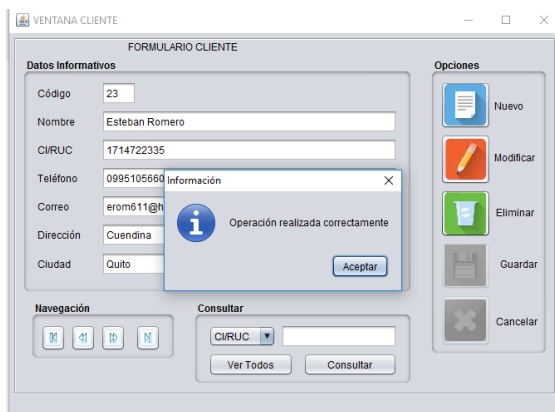 VENTANA CLIENTE
FORMULARIO CLIENTE
Datos Informativos
Código 23
Nombre Esteban Romero
CI/RUC 1714722335
Teléfono 0995105660
Correo erom611@h
Dirección Cuendina
Ciudad Quito
Información
Operación realizada correctamente
Aceptar
Opciones
Nuevo
Modificar
Eliminar
Guardar
Cancelar
Navegación
Consultar
CI/RUC
Ver Todos Consultar